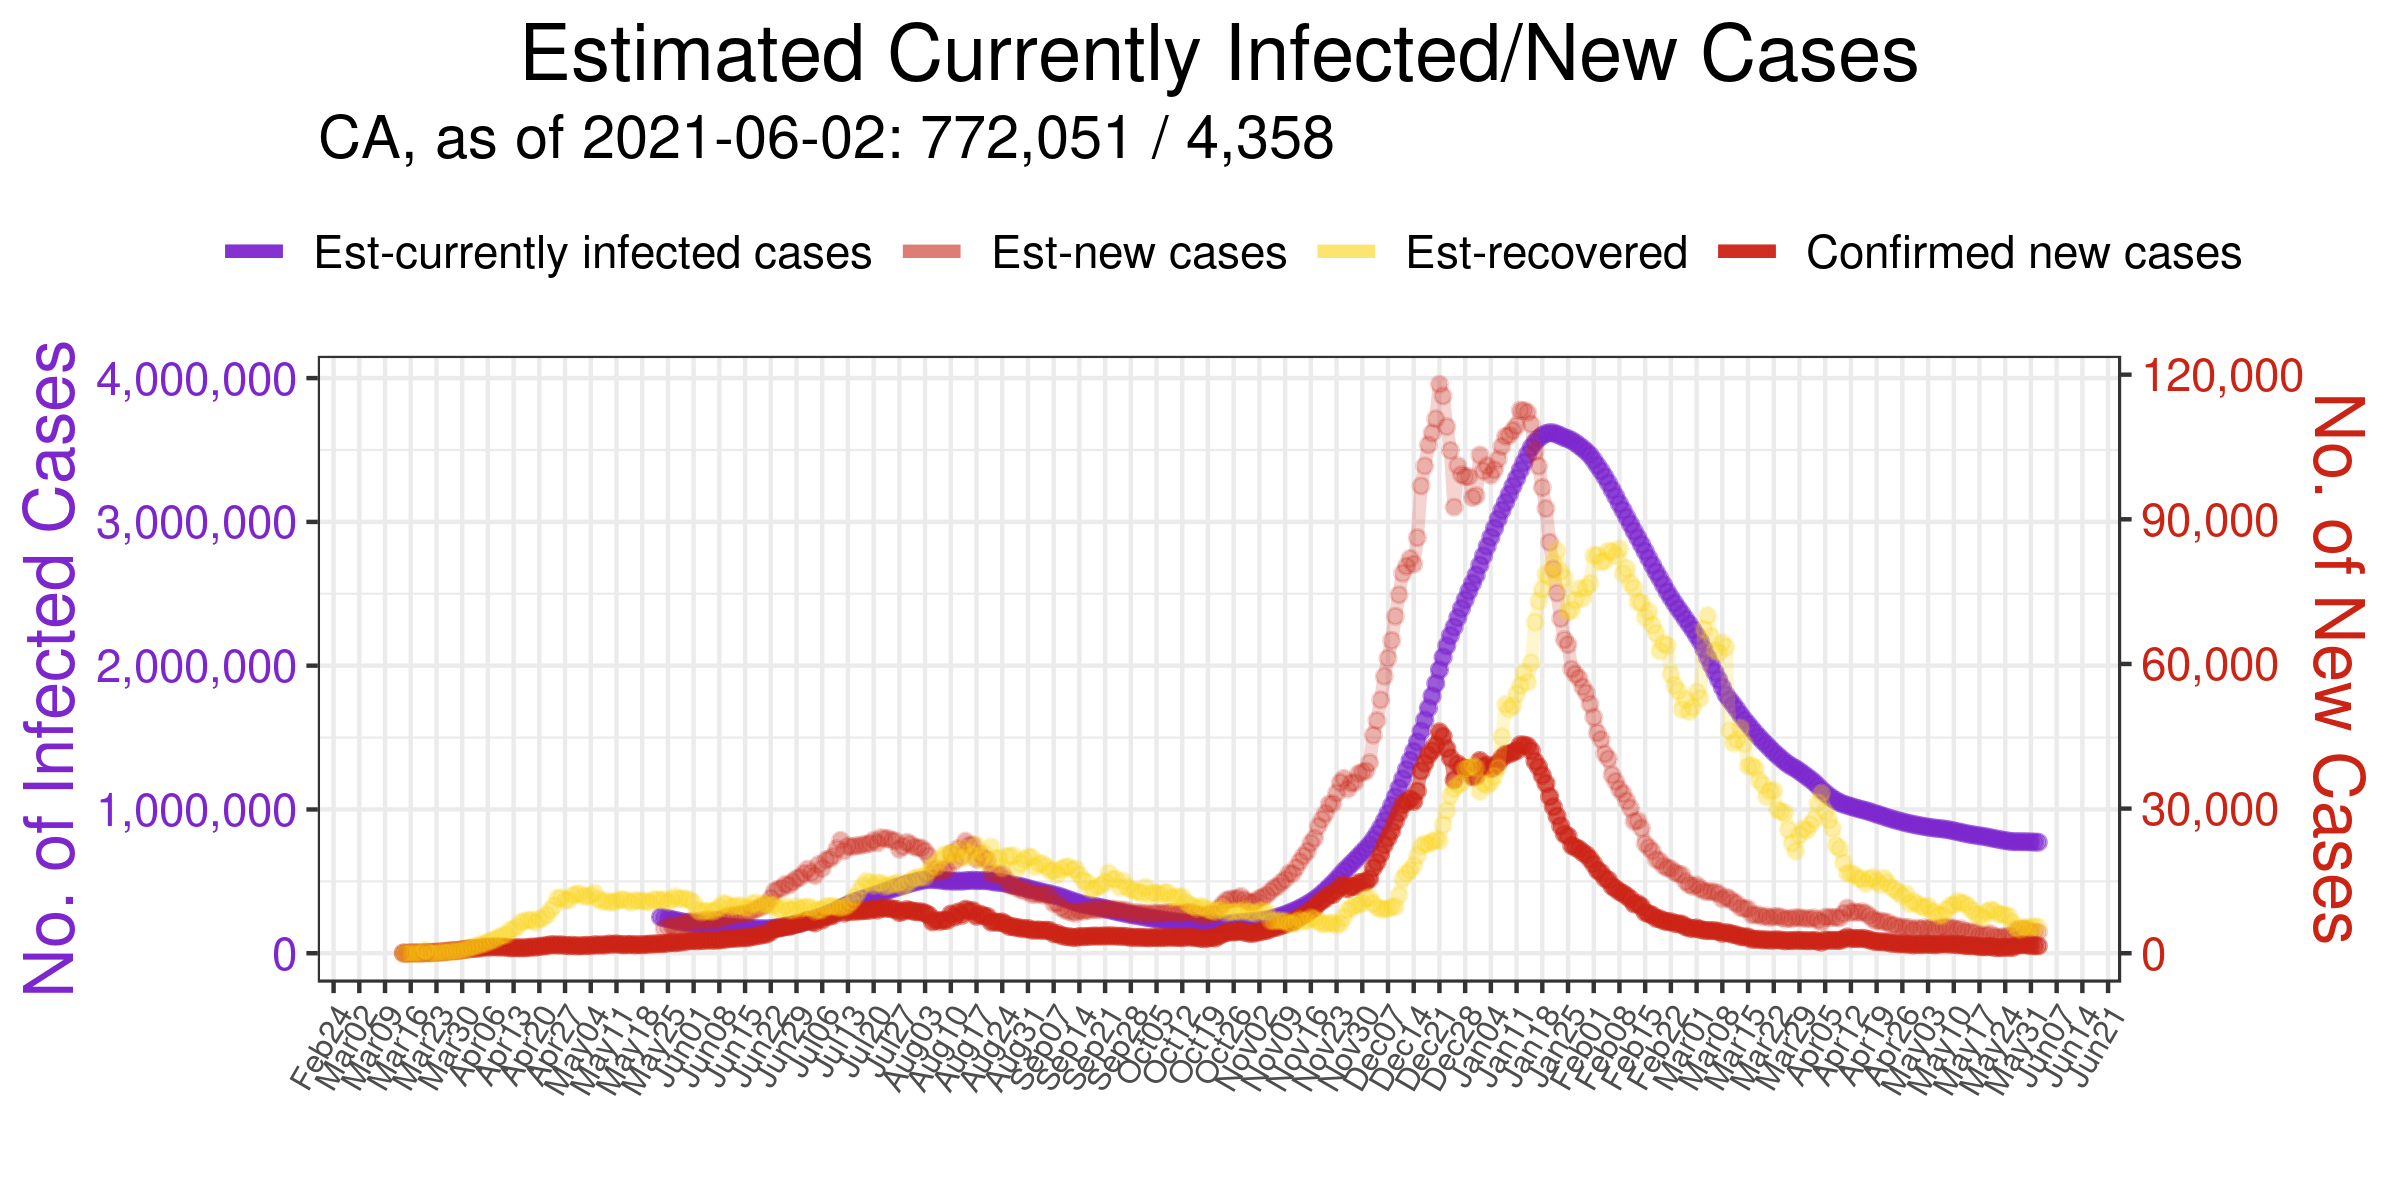 Estimated Currently Infected/New Cases
CA, as of 2021-06-02: 772,051 / 4,358
Est-currently infected cases Est-new cases Est-recovered Confirmed new cases
No. of Infected Cases
4,000,000
3,000,000
2,000,000
1,000,000
0
120,000
90,000
60,000
30,000
0
No. of New Cases
Feb24
Mar02
Mar09
Mar16
Mar23
Mar30
Apr06
Apr13
Apr20
Apr27
May04
May11
May18
May25
Jun01
Jun08
Jun15
Jun22
Jun29
Jul06
Jul13
Jul20
Jul27
Aug03
Aug10
Aug17
Aug24
Aug31
Sep07
Sep14
Sep21
Sep28
Oct05
Oct12
Oct19
Oct26
Nov02
Nov09
Nov16
Nov23
Nov30
Dec07
Dec14
Dec21
Dec28
Jan04
Jan11
Jan18
Jan25
Feb01
Feb08
Feb15
Feb22
Mar01
Mar08
Mar15
Mar22
Mar29
Apr05
Apr12
Apr19
Apr26
May03
May10
May17
May24
May31
Jun07
Jun14
Jun21